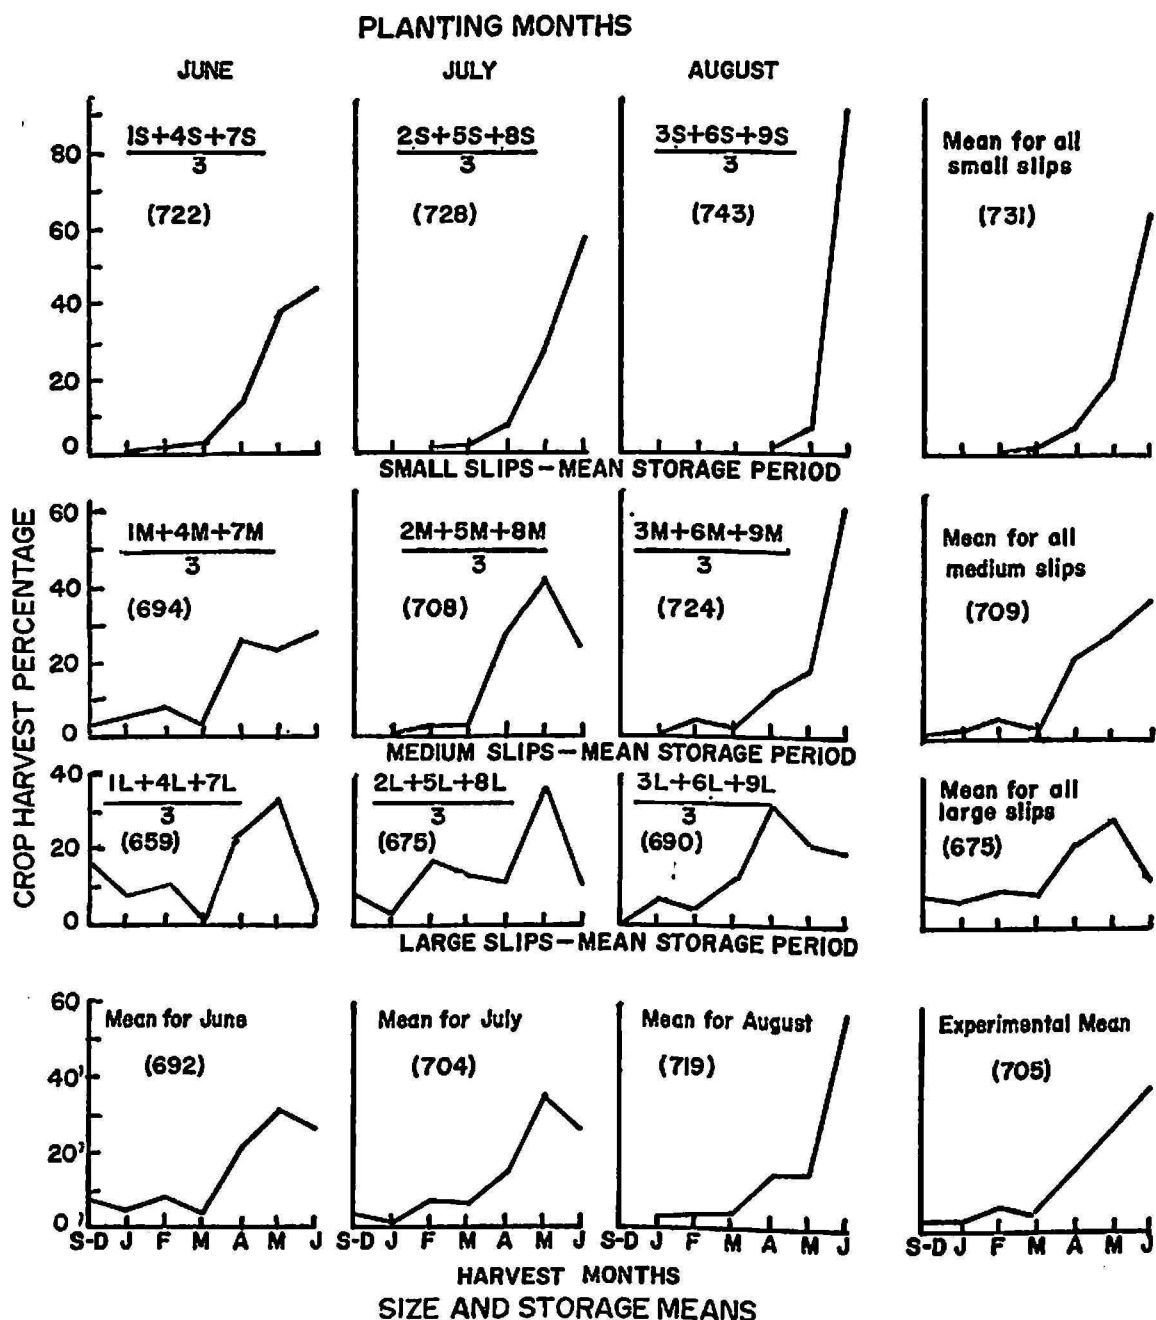 PLANTING MONTHS
JUNE JULY AUGUST
1S+4S+7S
3
(722)
2S+5S+8S
3
(728)
3S+6S+9S
3
(743)
Mean for all
small slips
(731)
80
60
40
20
0
SMALL SLIPS – MEAN STORAGE PERIOD
CROP HARVEST PERCENTAGE
1M+4M+7M
3
(694)
2M+5M+8M
3
(708)
3M+6M+9M
3
(724)
Mean for all
medium slips
(709)
60
40
20
0
MEDIUM SLIPS – MEAN STORAGE PERIOD
1L+4L+7L
3
(659)
2L+5L+8L
3
(675)
3L+6L+9L
3
(690)
Mean for all
large slips
(675)
40
20
0
LARGE SLIPS – MEAN STORAGE PERIOD
Mean for June
(692)
Mean for July
(704)
Mean for August
(719)
Experimental Mean
(705)
60
40
20
0
S-D J F M A M J S-D J F M A M J S-D J F M A M J S-D J F M A M J
HARVEST MONTHS
SIZE AND STORAGE MEANS